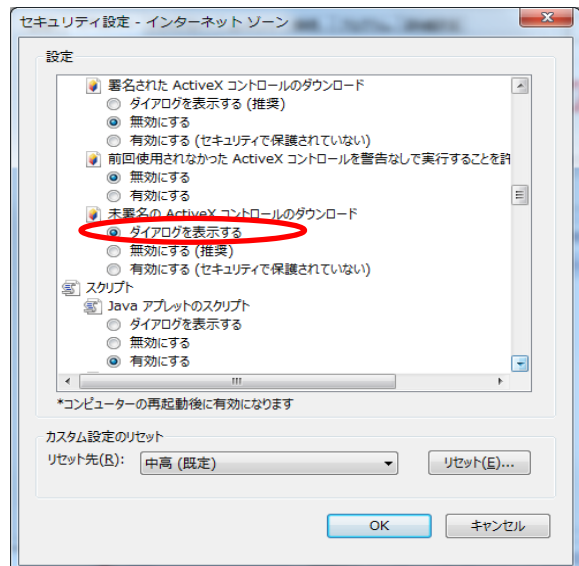 セキュリティ設定 - インターネット ゾーン
設定
署名された ActiveX コントロールのダウンロード
ダイアログを表示する (推奨)
無効にする
有効にする (セキュリティで保護されていない)
前回使用されなかった ActiveX コントロールを警告なしで実行することを許
無効にする
有効にする
未署名の ActiveX コントロールのダウンロード
ダイアログを表示する
無効にする (推奨)
有効にする (セキュリティで保護されていない)
スクリプト
Java アプレットのスクリプト
ダイアログを表示する
無効にする
有効にする
*コンピューターの再起動後に有効になります
カスタム設定のリセット
リセット先(R): 中高 (既定) リセット(E)...
OK キャンセル